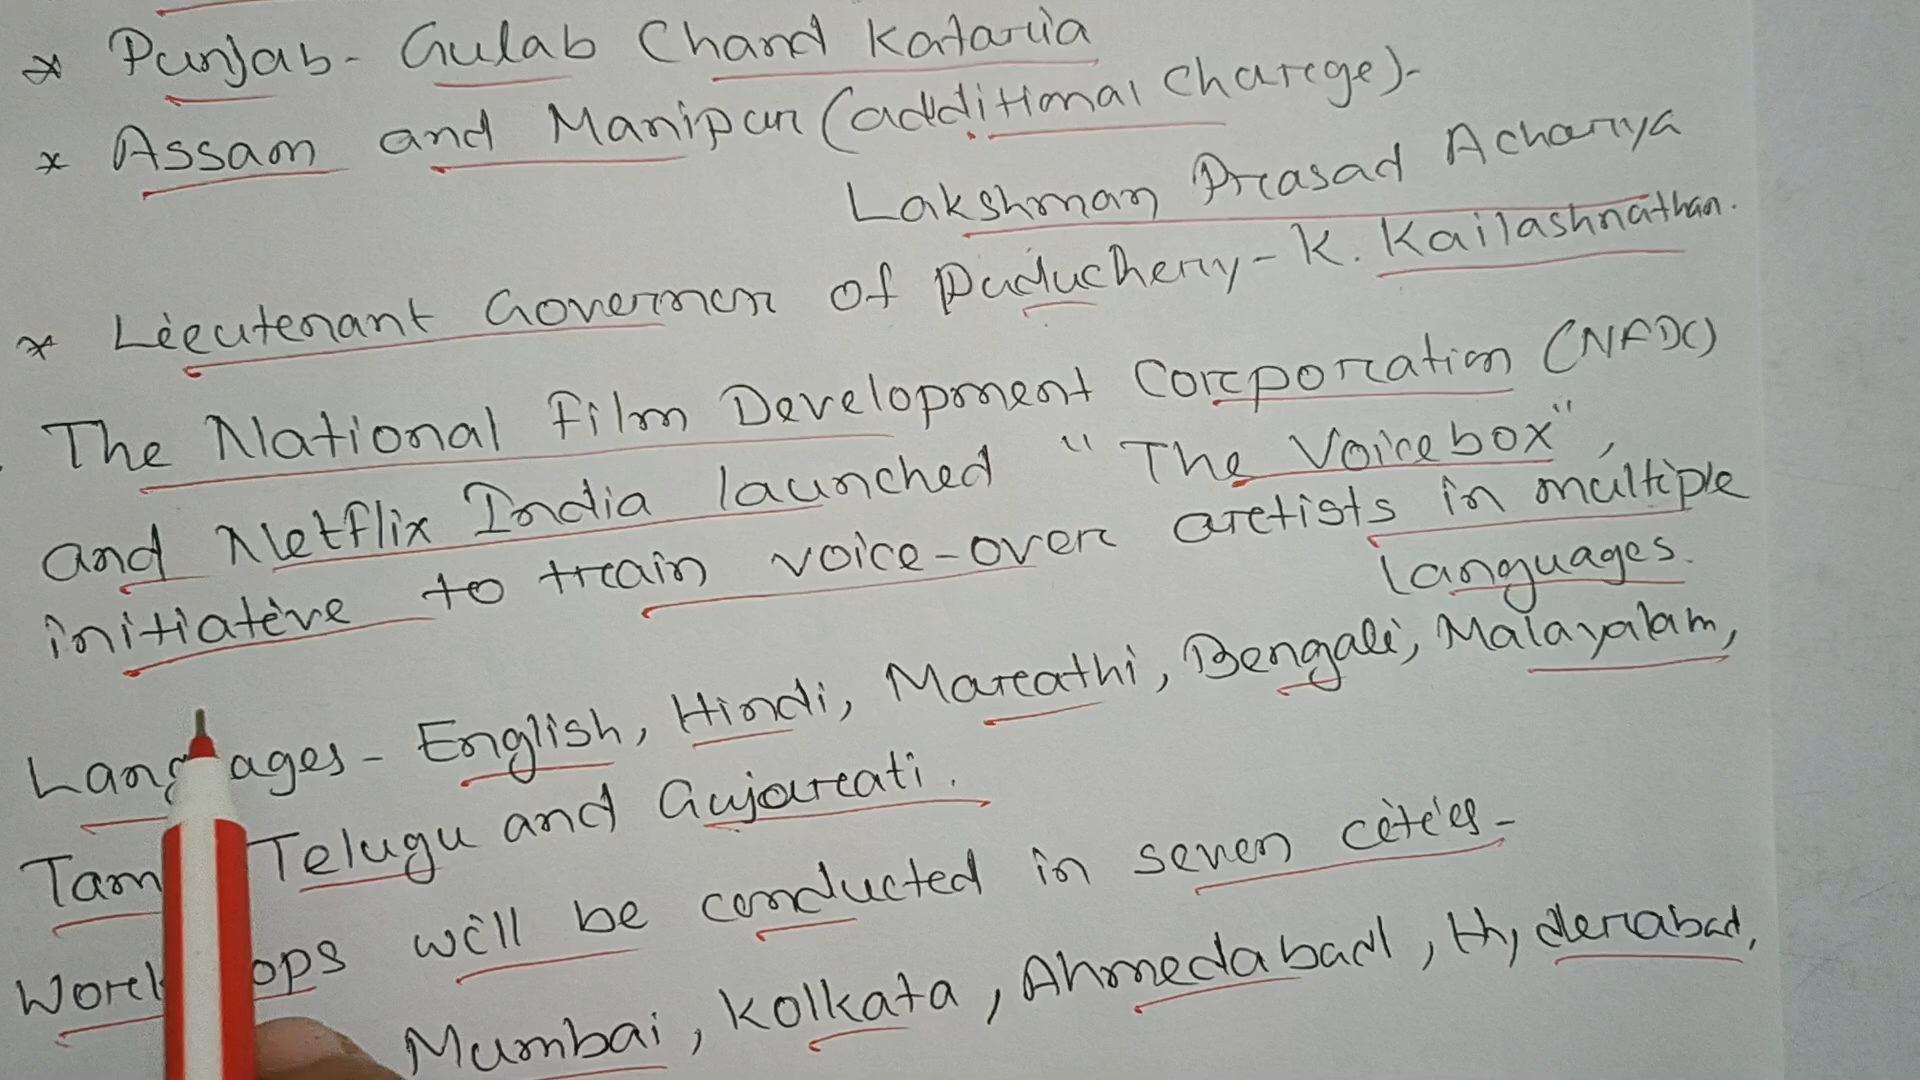 * Punjab- Gulab Chand Kataria
* Assam and Manipur (additional charge)-
Lakshman Prasad Acharya
* Lieutenant Governor of Puducherry- K. Kailashnathan.
The National Film Development Corporation (NFDC)
and Netflix India launched "The Voicebox",
initiative to train voice-over artists in multiple
languages.
Languages- English, Hindi, Marathi, Bengali, Malayalam,
Telugu and Gujarati.
will be conducted in seven cities-
Mumbai, Kolkata, Ahmedabad, Hyderabad,